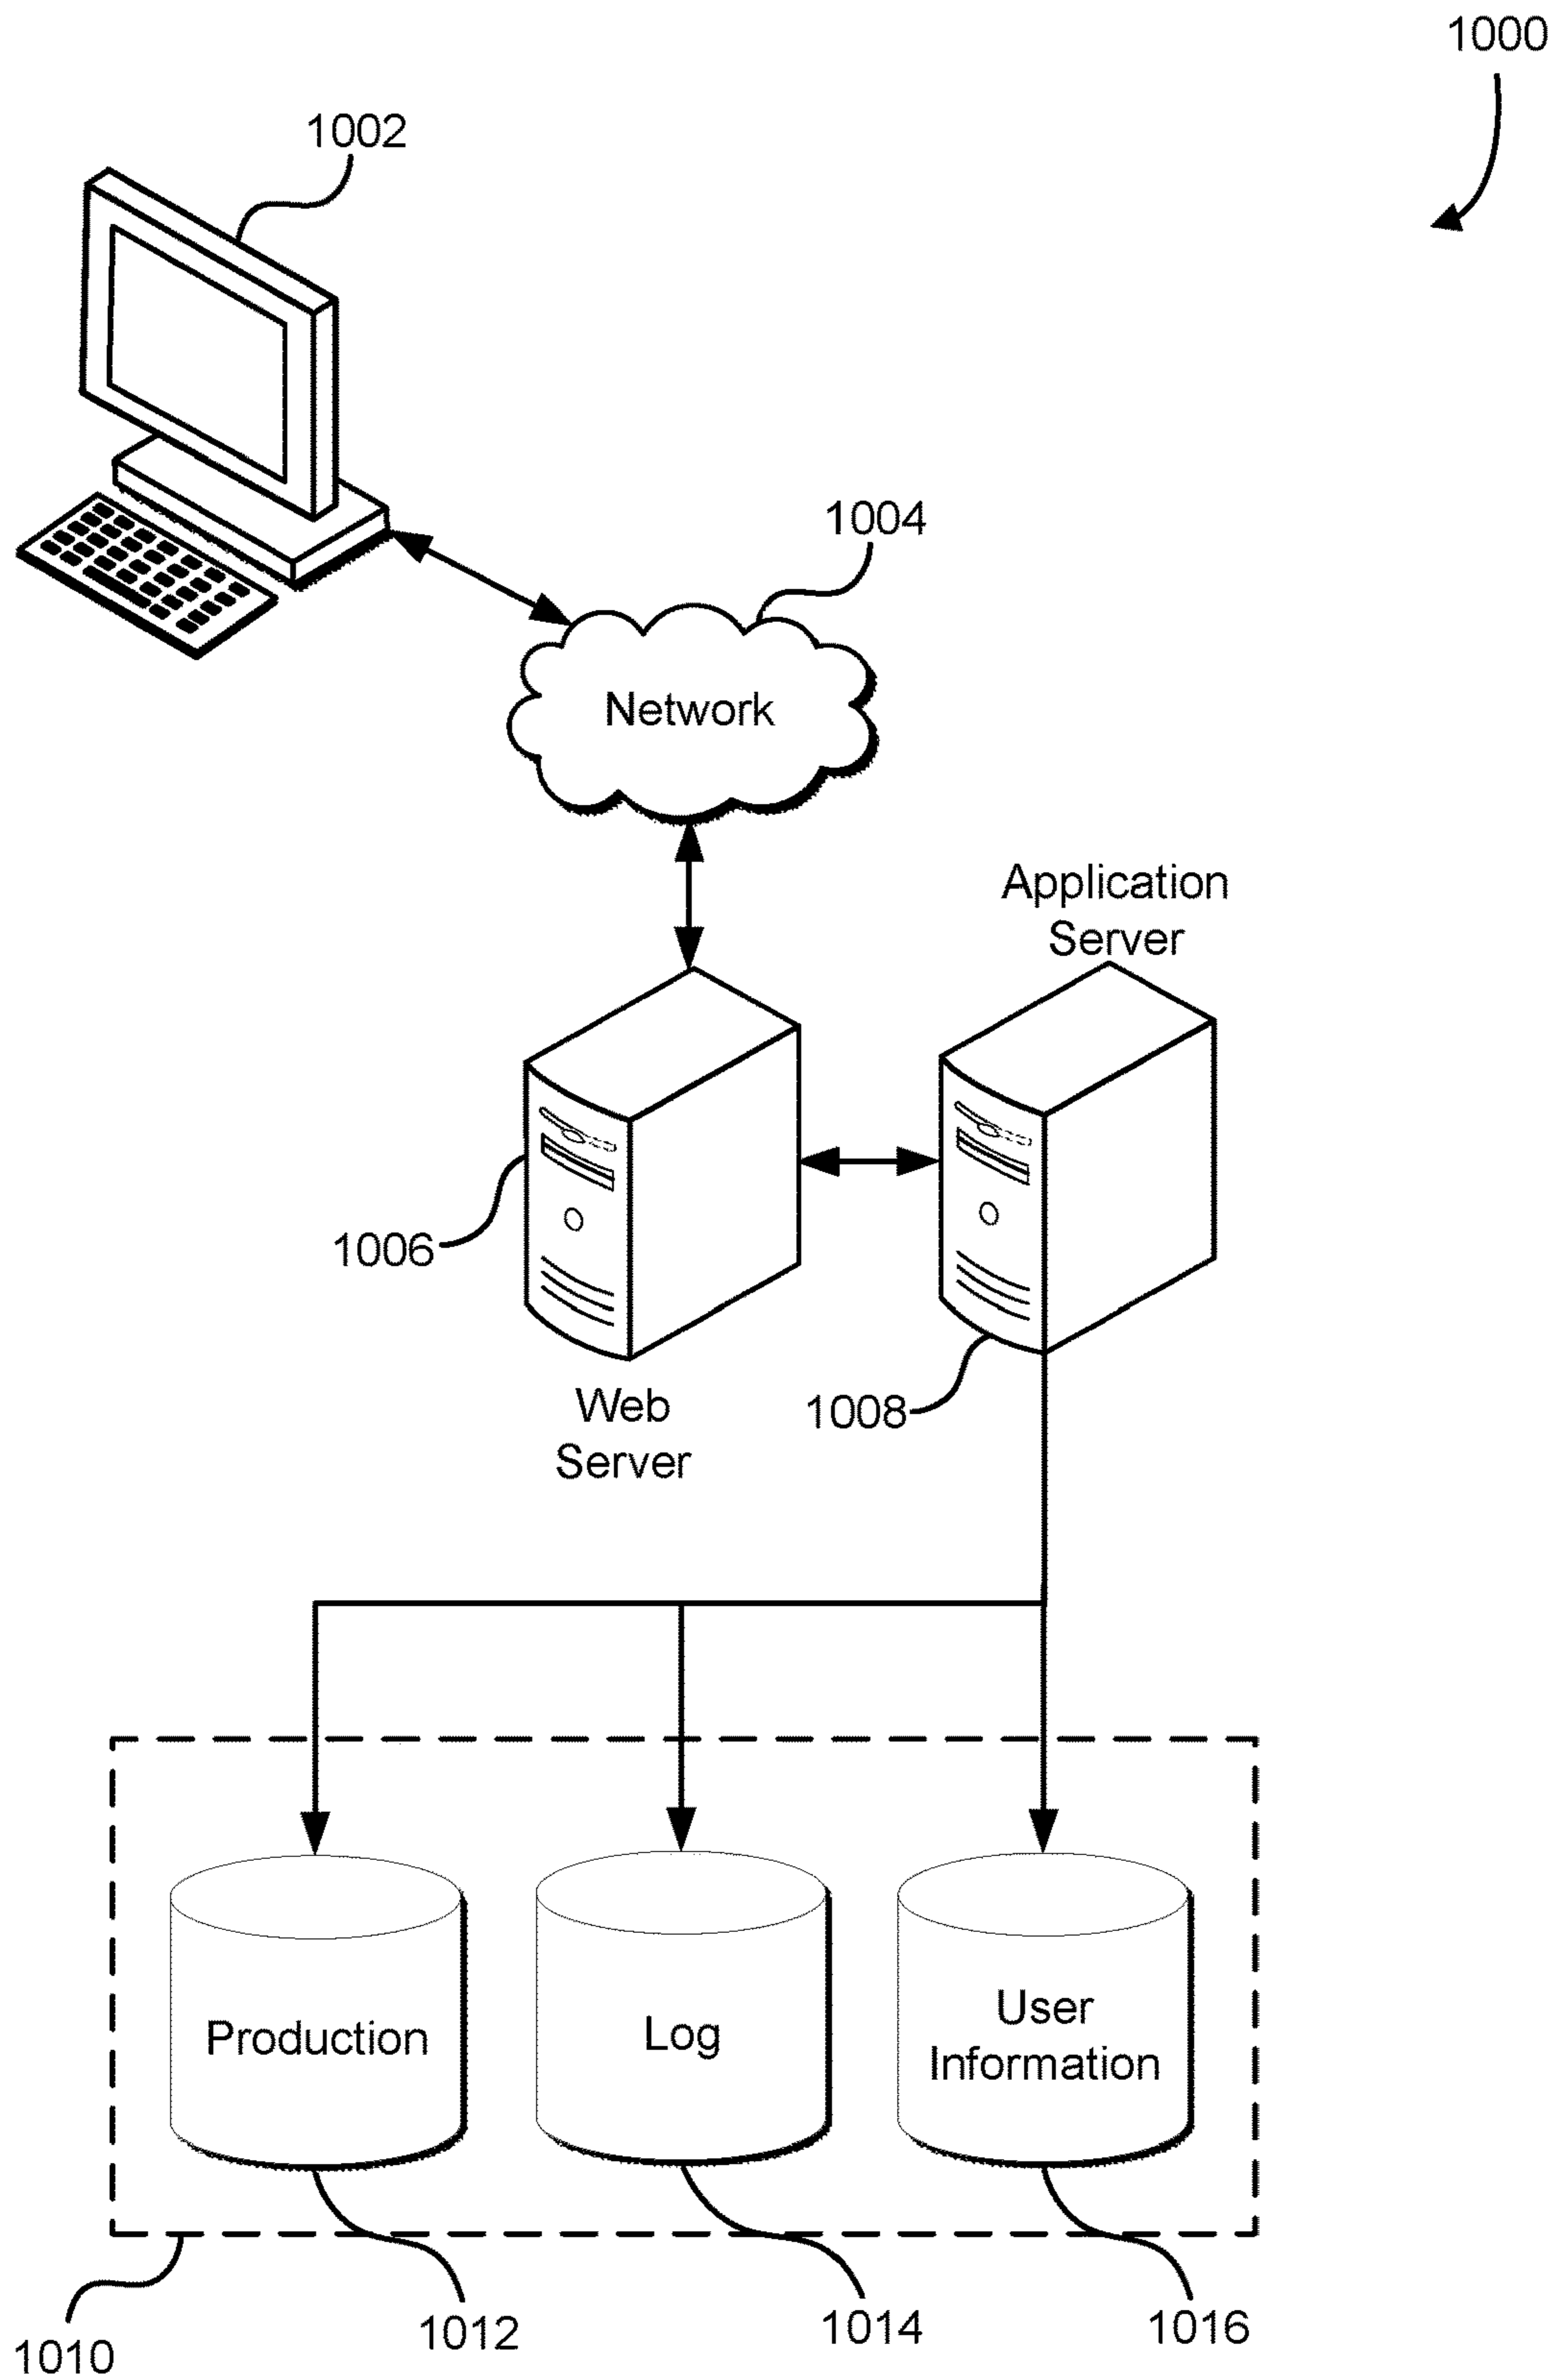 1000
1002
1004
Network
Application
Server
1006
1008
Web
Server
Production
Log
User
Information
1010
1012
1014
1016